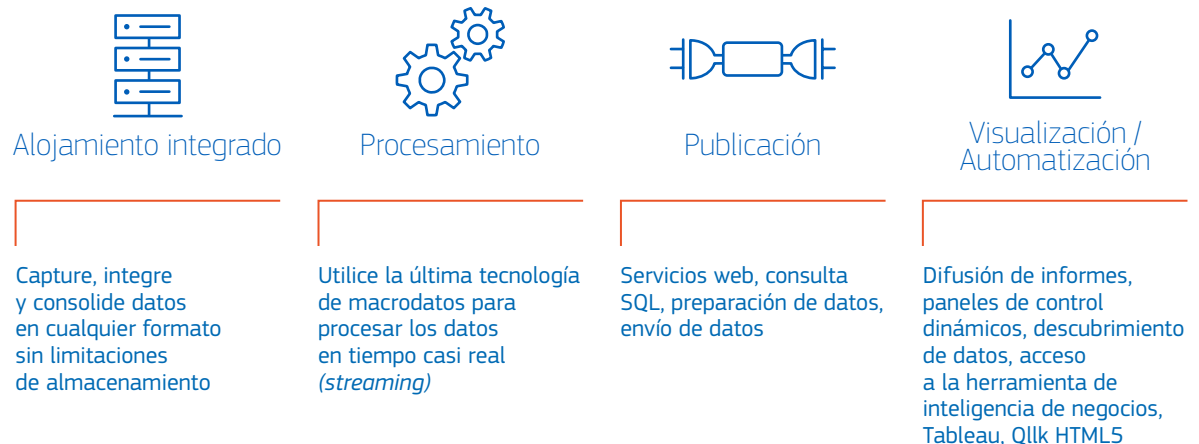 Alojamiento integrado
Capture, integre
y consolide datos
en cualquier formato
sin limitaciones
de almacenamiento
Procesamiento
Utilice la última tecnología
de macrodatos para
procesar los datos
en tiempo casi real
(streaming)
Publicación
Servicios web, consulta
SQL, preparación de datos,
envío de datos
Visualización /
Automatización
Difusión de informes,
paneles de control
dinámicos, descubrimiento
de datos, acceso
a la herramienta de
inteligencia de negocios,
Tableau, Qllk HTML5